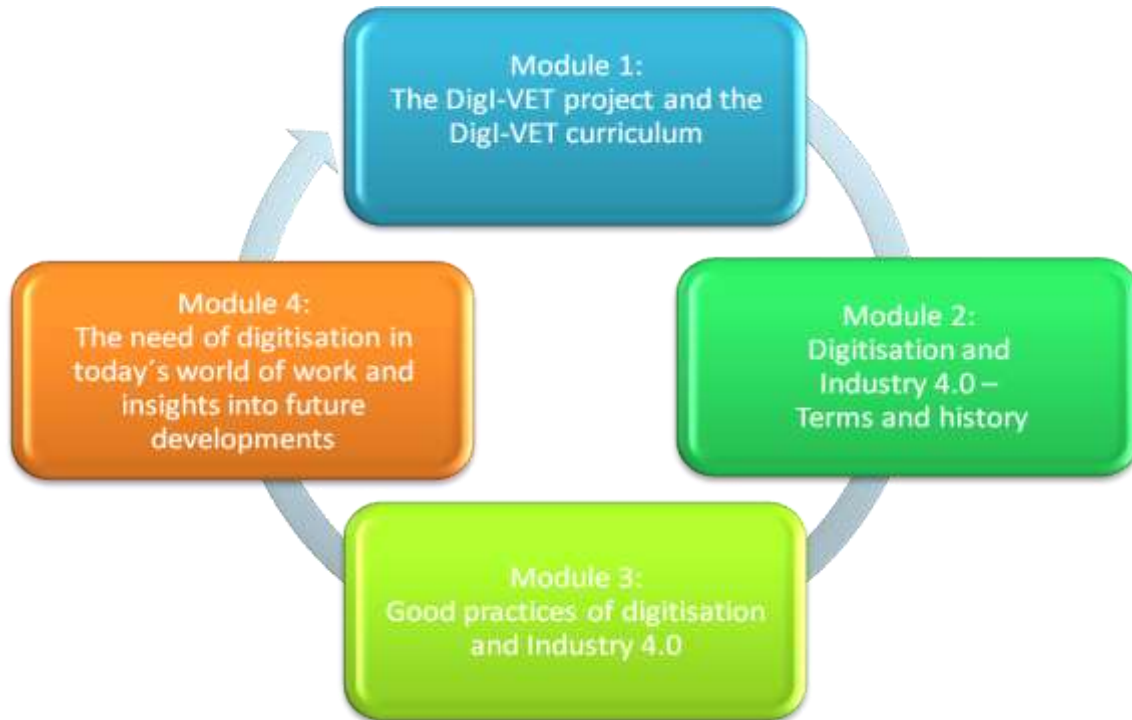 Module 1:
The DigI-VET project and the
DigI-VET curriculum
Module 2:
Digitisation and
Industry 4.0 –
Terms and history
Module 3:
Good practices of digitisation
and Industry 4.0
Module 4:
The need of digitisation in
today´s world of work and
insights into future
developments